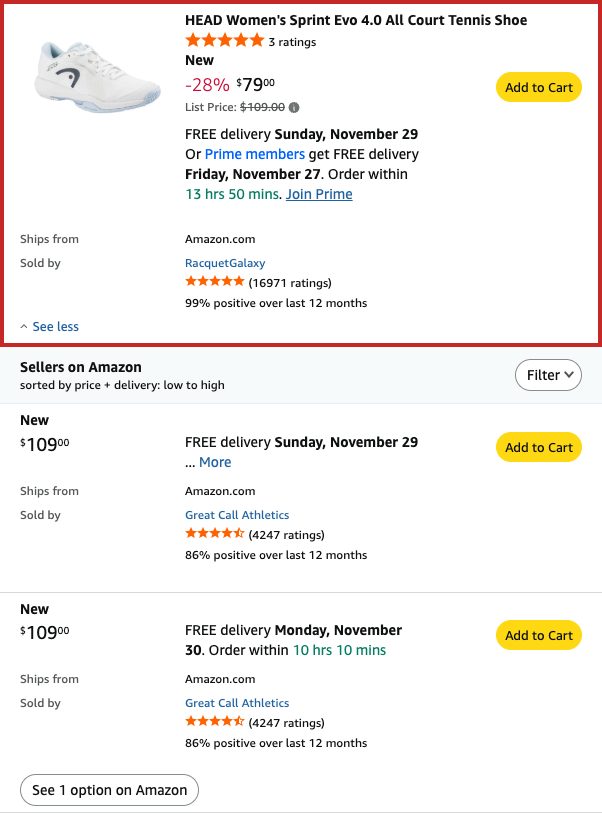 HEAD Women's Sprint Evo 4.0 All Court Tennis Shoe
3 ratings
New
-28% $7900
List Price: $109.00
Add to Cart
FREE delivery Sunday, November 29
Or Prime members get FREE delivery
Friday, November 27. Order within
13 hrs 50 mins. Join Prime
Ships from Amazon.com
Sold by RacquetGalaxy
(16971 ratings)
99% positive over last 12 months
See less
Sellers on Amazon
sorted by price + delivery: low to high
Filter
New
$10900
FREE delivery Sunday, November 29
... More
Add to Cart
Ships from Amazon.com
Sold by Great Call Athletics
(4247 ratings)
86% positive over last 12 months
New
$10900
FREE delivery Monday, November
30. Order within 10 hrs 10 mins
Add to Cart
Ships from Amazon.com
Sold by Great Call Athletics
(4247 ratings)
86% positive over last 12 months
See 1 option on Amazon